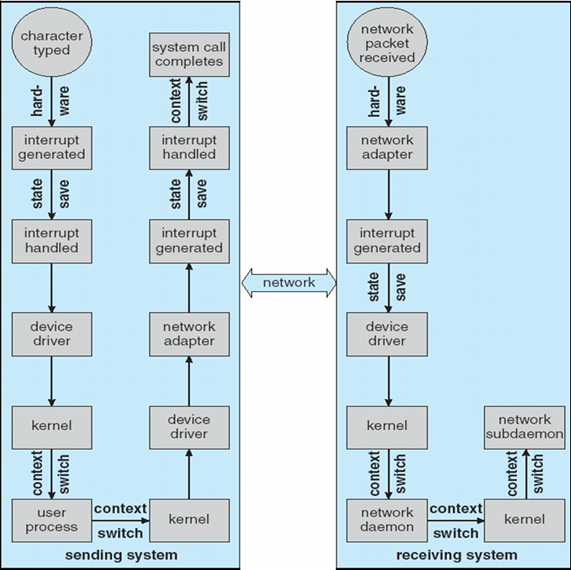 character
typed
hard-
ware
interrupt
generated
state
save
interrupt
handled
device
driver
kernel
context
switch
user
process
context
switch
kernel
device
driver
network
adapter
interrupt
generated
state
save
interrupt
handled
context
switch
system call
completes
sending system
network
network
packet
received
hard-
ware
network
adapter
interrupt
generated
state
save
device
driver
kernel
context
switch
network
daemon
context
switch
kernel
context
switch
network
subdaemon
receiving system